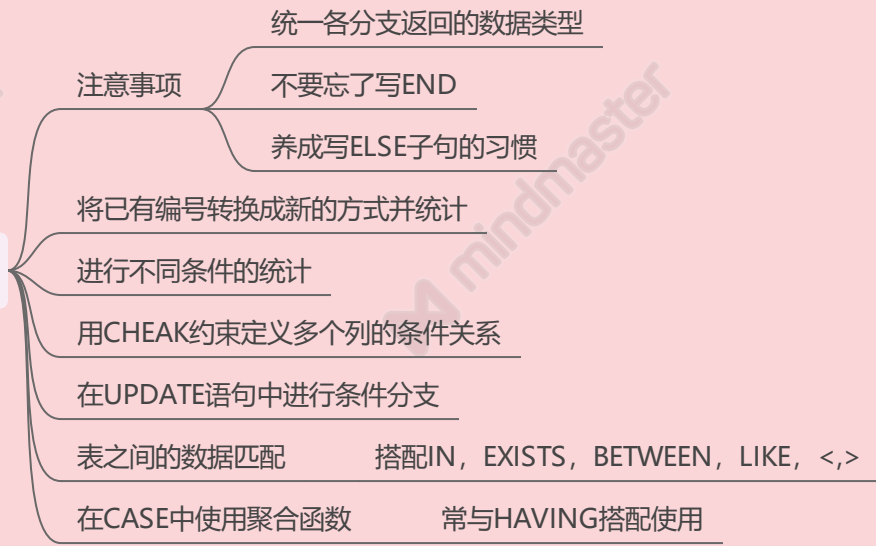 统一各分支返回的数据类型
注意事项
不要忘了写END
养成写ELSE子句的习惯
将已有编号转换成新的方式并统计
进行不同条件的统计
用CHEAK约束定义多个列的条件关系
在UPDATE语句中进行条件分支
表之间的数据匹配 搭配IN，EXISTS，BETWEEN，LIKE，<,>
在CASE中使用聚合函数 常与HAVING搭配使用
mindmaster